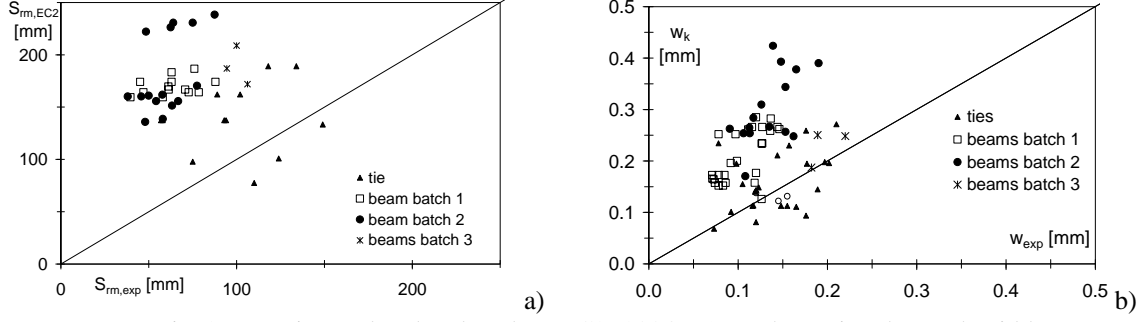 S_rm,EC2
[mm]
200
100
0
0
100
200
S_rm,exp [mm]
tie
beam batch 1
beam batch 2
beams batch 3
a)
0.5
0.4
0.3
0.2
0.1
0.0
w_k
[mm]
ties
beams batch 1
beams batch 2
beams batch 3
w_exp [mm]
0.0
0.1
0.2
0.3
0.4
0.5
b)